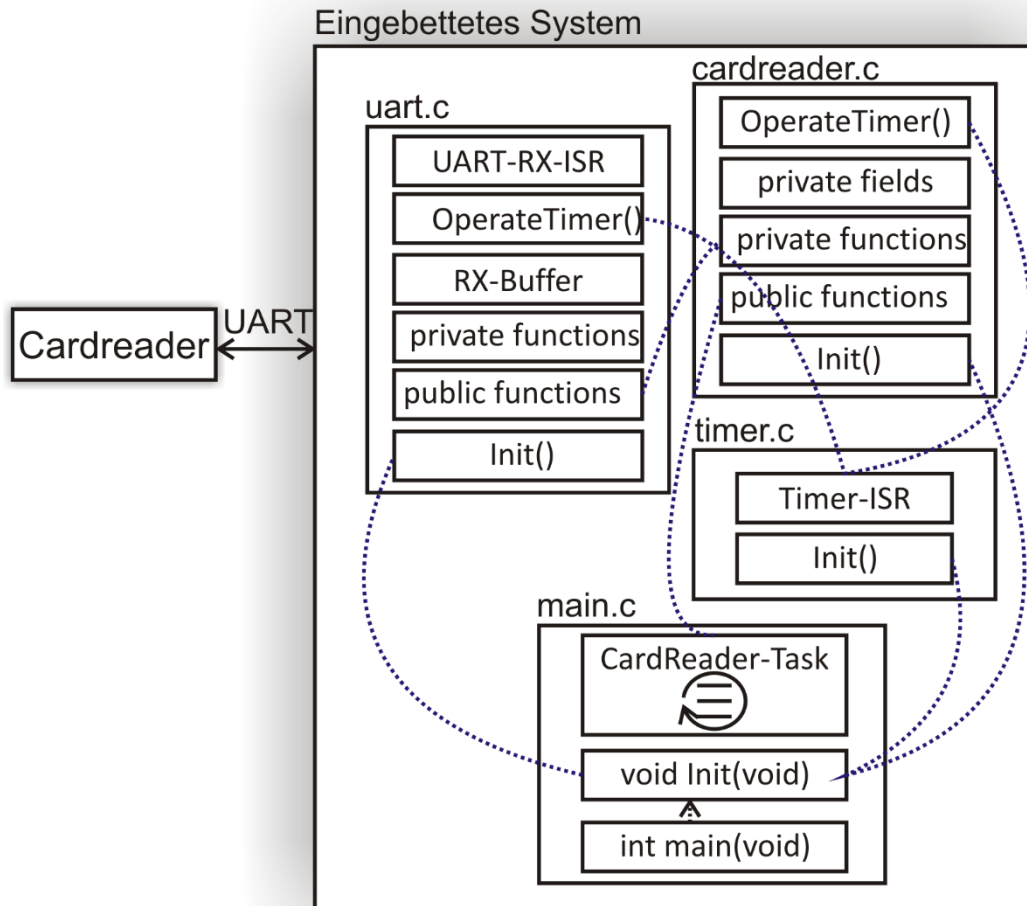 Eingebettetes System
uart.c
UART-RX-ISR
OperateTimer()
RX-Buffer
private functions
public functions
Init()
cardreader.c
OperateTimer()
private fields
private functions
public functions
Init()
Cardreader
UART
timer.c
Timer-ISR
Init()
main.c
CardReader-Task
void Init(void)
int main(void)